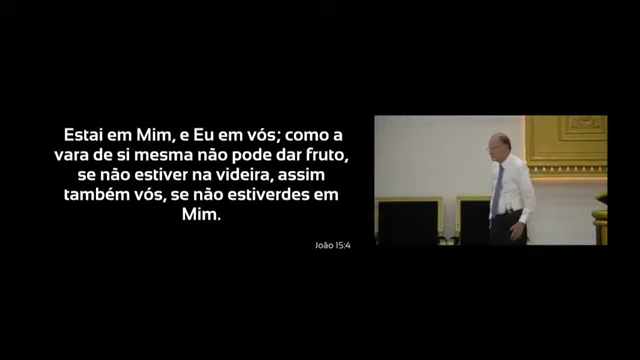 Estai em Mim, e Eu em vós; como a
vara de si mesma não pode dar fruto,
se não estiver na videira, assim
também vós, se não estiverdes em
Mim.
João 15:4